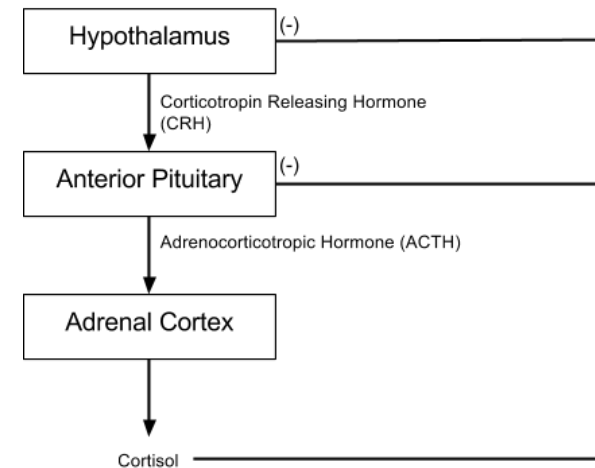 Hypothalamus
(-)
Corticotropin Releasing Hormone
(CRH)
Anterior Pituitary
(-)
Adrenocorticotropic Hormone (ACTH)
Adrenal Cortex
Cortisol